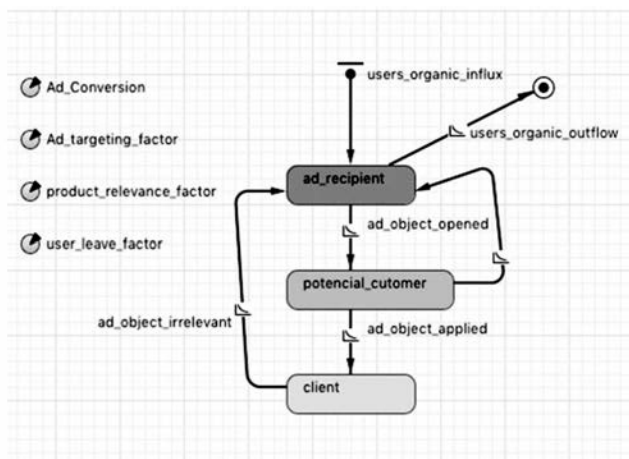 users_organic_influx
Ad_Conversion
users_organic_outflow
Ad_targeting_factor
ad_recipient
product_relevance_factor
ad_object_opened
user_leave_factor
potencial_cutomer
ad_object_irrelevant
ad_object_applied
client